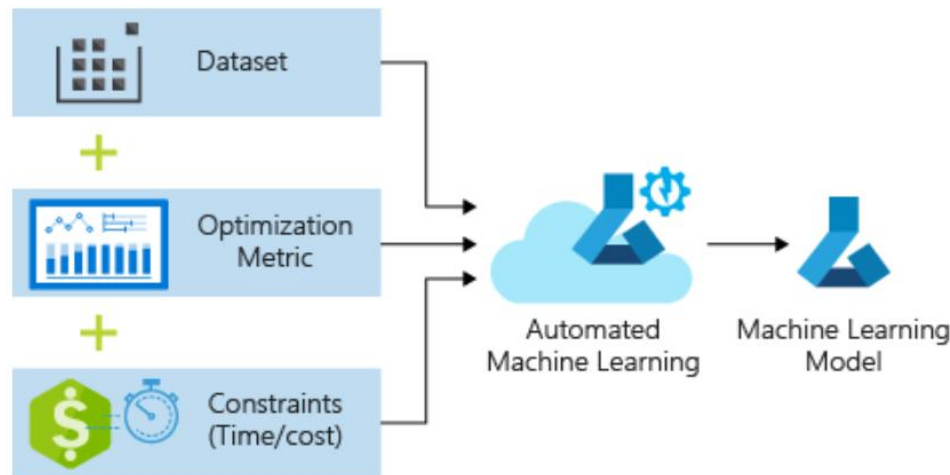 Dataset
+
Optimization
Metric
+
Constraints
(Time/cost)
$
Automated
Machine Learning
Machine Learning
Model